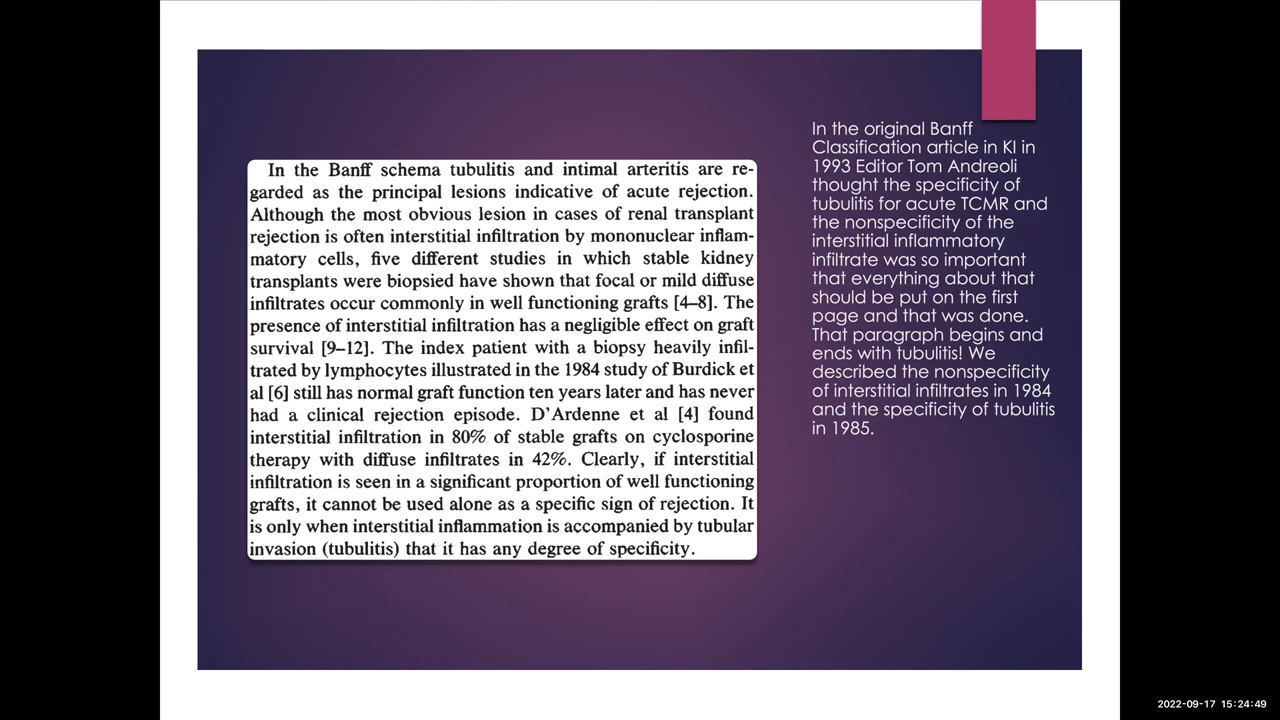 In the Banff schema tubulitis and intimal arteritis are re-
garded as the principal lesions indicative of acute rejection.
Although the most obvious lesion in cases of renal transplant
rejection is often interstitial infiltration by mononuclear inflam-
matory cells, five different studies in which stable kidney
transplants were biopsied have shown that focal or mild diffuse
infiltrates occur commonly in well functioning grafts [4–8]. The
presence of interstitial infiltration has a negligible effect on graft
survival [9–12]. The index patient with a biopsy heavily infil-
trated by lymphocytes illustrated in the 1984 study of Burdick et
al [6] still has normal graft function ten years later and has never
had a clinical rejection episode. D'Ardenne et al [4] found
interstitial infiltration in 80% of stable grafts on cyclosporine
therapy with diffuse infiltrates in 42%. Clearly, if interstitial
infiltration is seen in a significant proportion of well functioning
grafts, it cannot be used alone as a specific sign of rejection. It
is only when interstitial inflammation is accompanied by tubular
invasion (tubulitis) that it has any degree of specificity.
In the original Banff
Classification article in KI in
1993 Editor Tom Andreoli
thought the specificity of
tubulitis for acute TCMR and
the nonspecificity of the
interstitial inflammatory
infiltrate was so important
that everything about that
should be put on the first
page and that was done.
That paragraph begins and
ends with tubulitis! We
described the nonspecificity
of interstitial infiltrates in 1984
and the specificity of tubulitis
in 1985.
2022-09-17 15:24:49